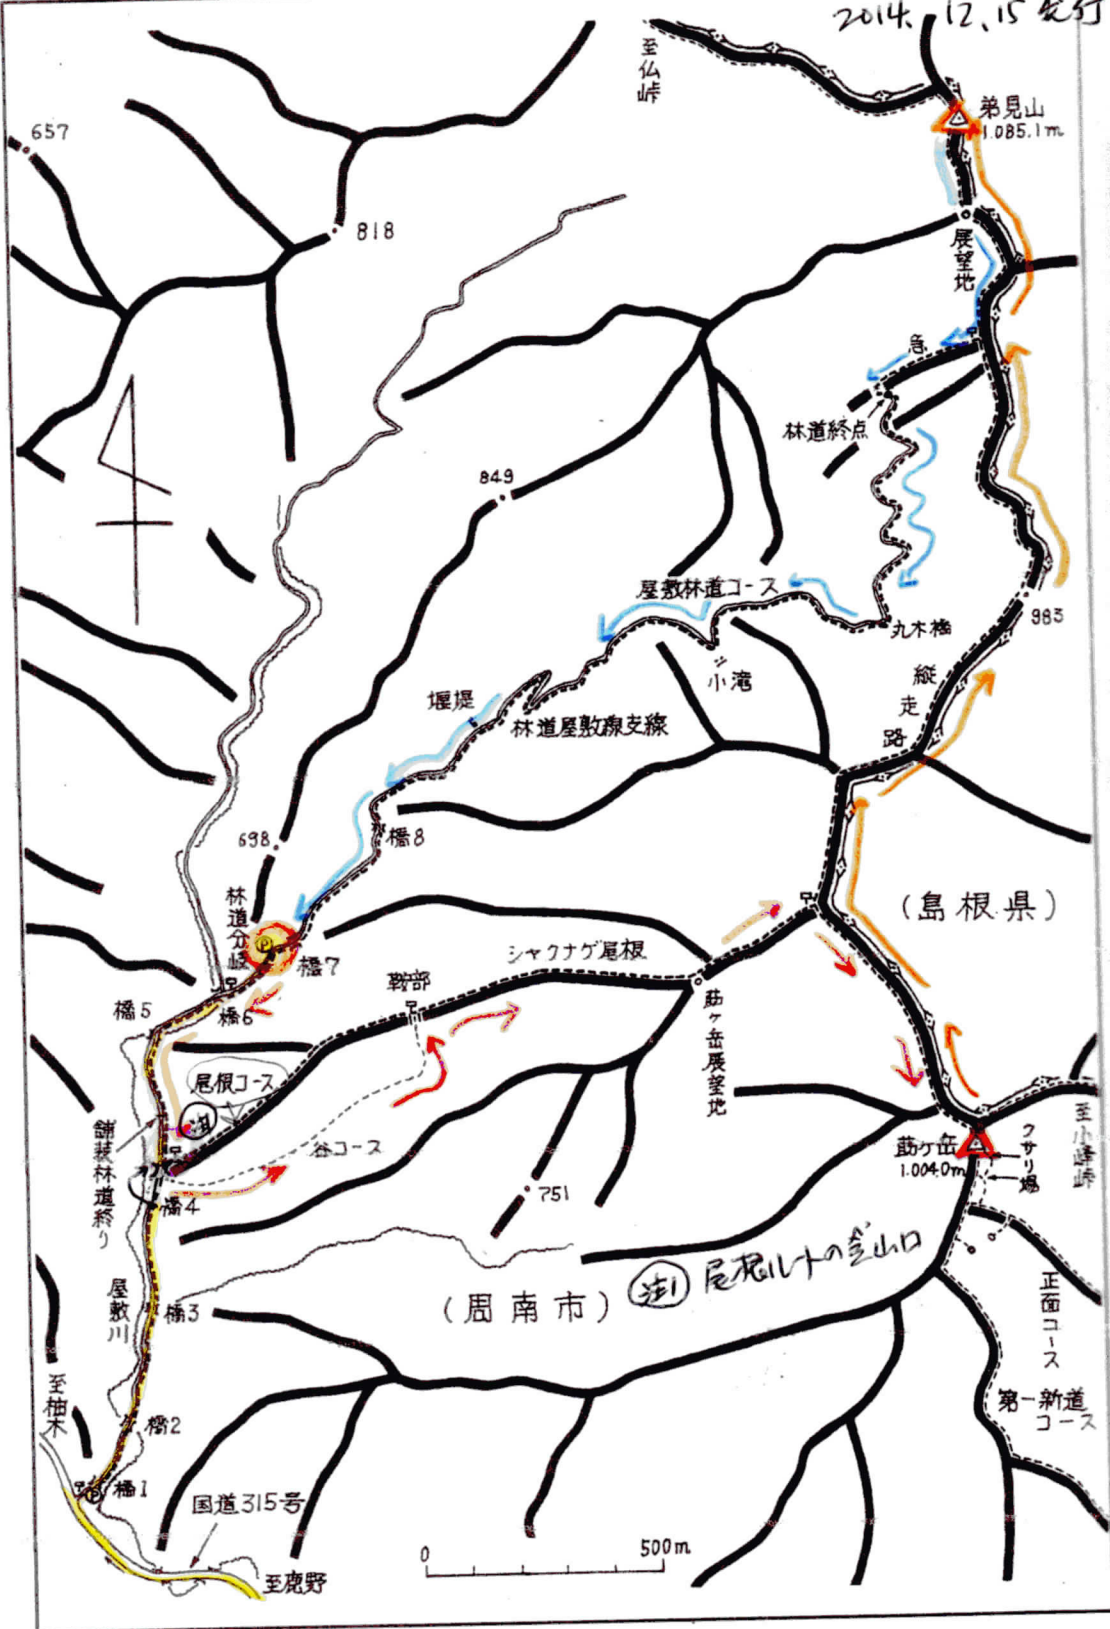 2014.12.15発行
至仏峠
弟見山
1.085.1m
657
818
展望地
急
林道終点
849
屋敷林道コース
丸木橋
983
小滝
縦走路
堰堤
林道屋敷線支線
橋8
698
林道分岐
(島根県)
橋7
シャクナゲ尾根
鞍部
橋5
橋6
莇ヶ岳展望地
尾根コース
舗装林道終り
谷コース
莇ヶ岳
1.004.0m
クサリ場
至小峰峠
751
橋4
屋敷川
橋3
(周南市)
尾根ルートの登山口
正面コース
至柚木
橋2
第一新道
コース
橋1
国道315号
0
500m
至鹿野